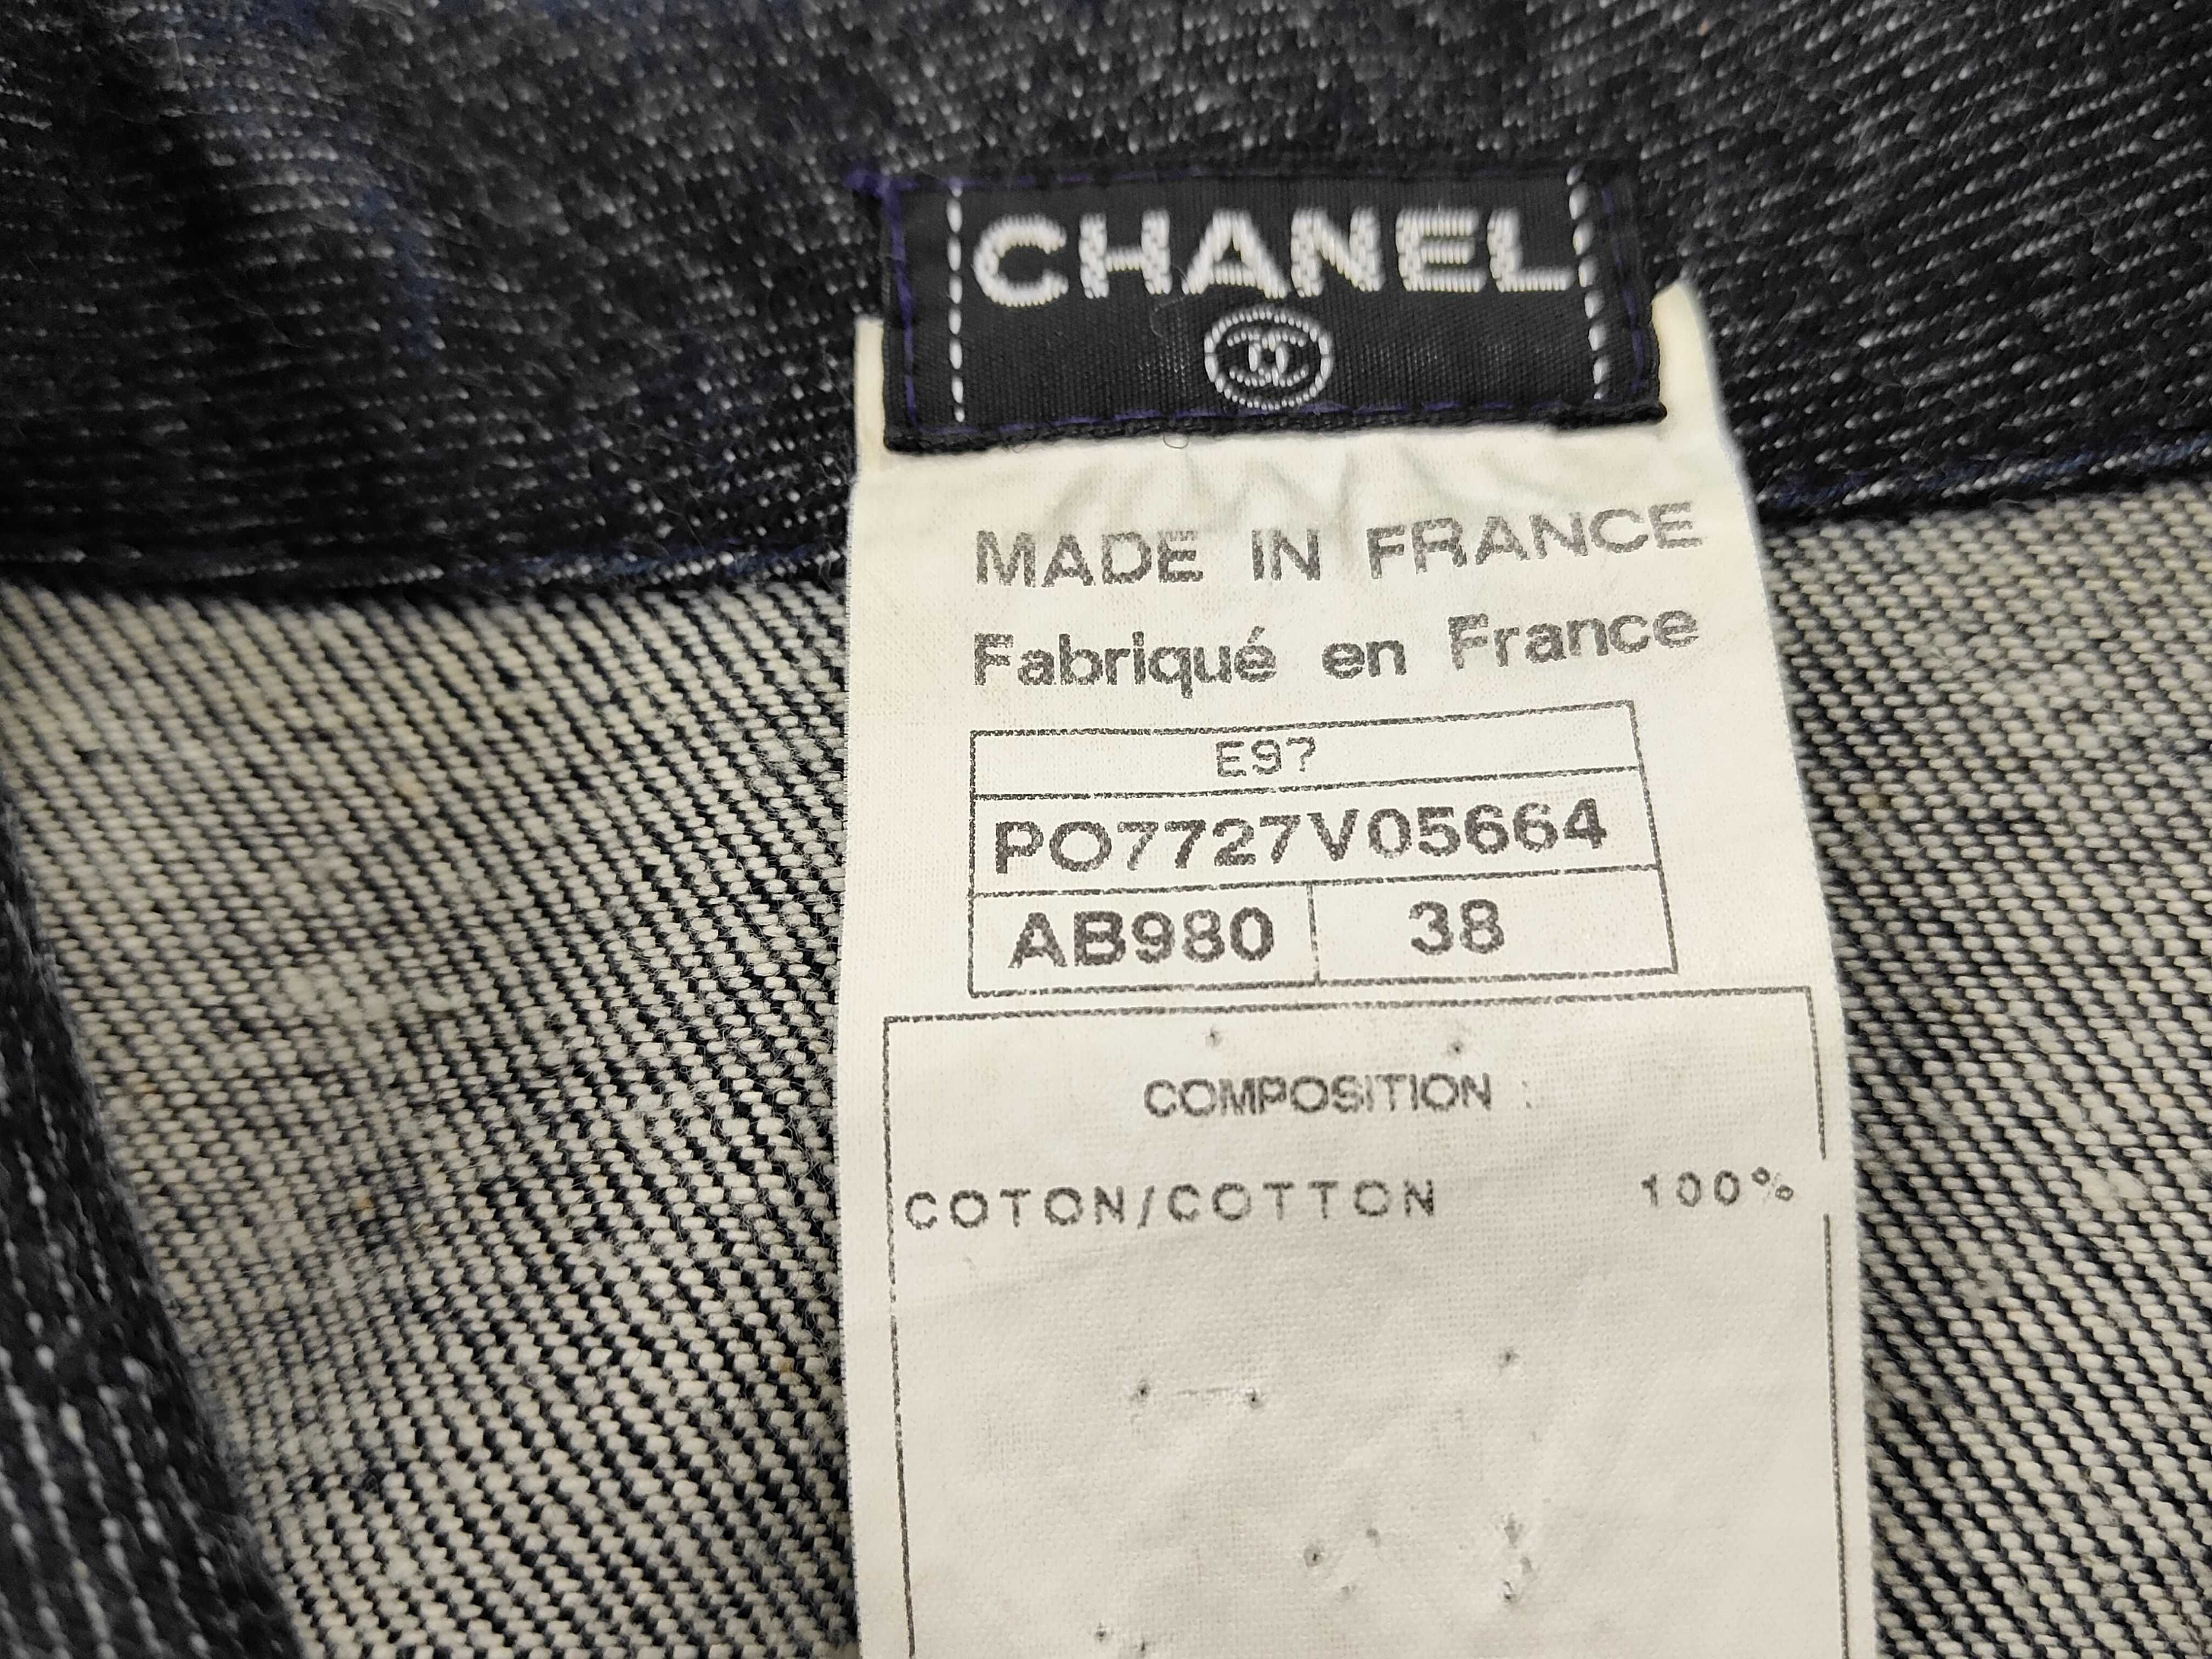 CHANEL
MADE IN FRANCE
Fabriqué en France
E97
PO7727V05664
AB980 38
COMPOSITION :
COTON/COTTON 100%